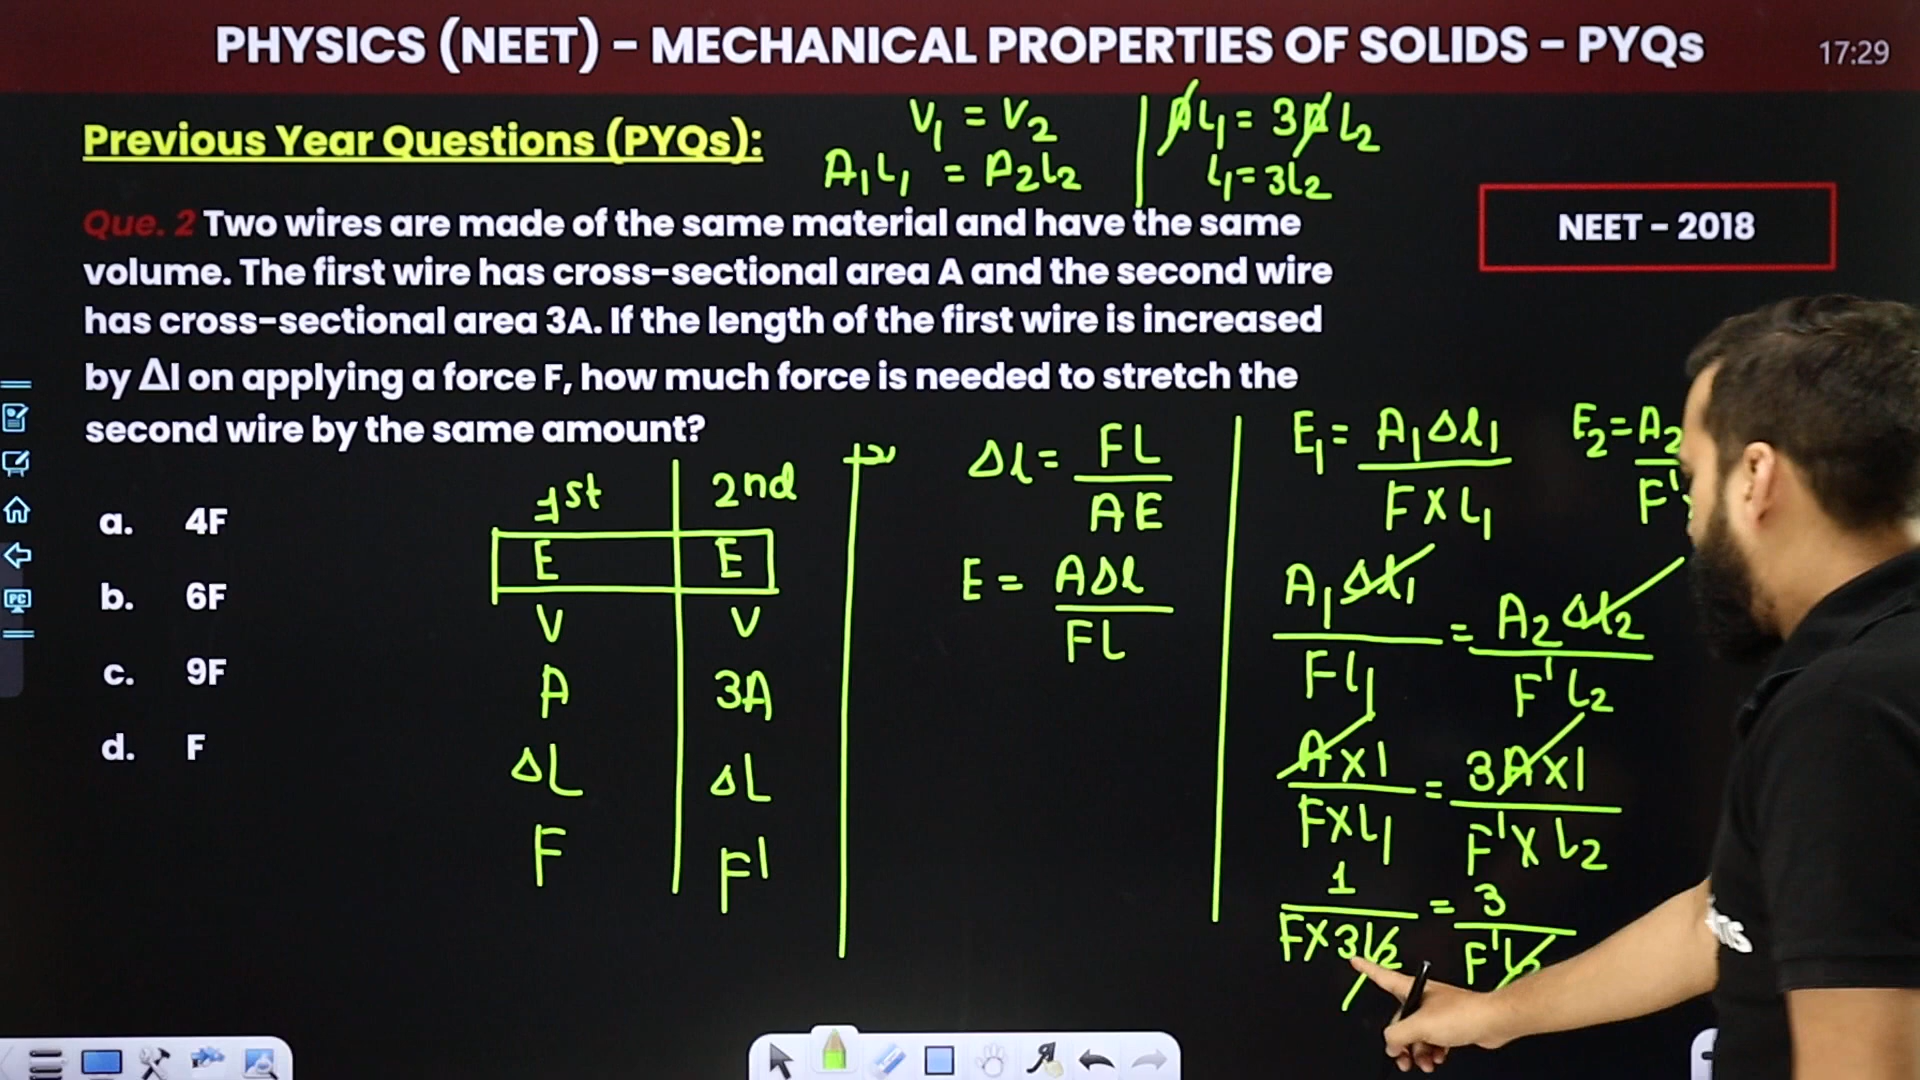 PHYSICS (NEET) – MECHANICAL PROPERTIES OF SOLIDS – PYQs
17:29
Previous Year Questions (PYQs):
V₁ = V₂
A₁L₁ = A₂L₂
AL₁ = 3AL₂
L₁ = 3L₂
NEET – 2018
Que. 2 Two wires are made of the same material and have the same
volume. The first wire has cross-sectional area A and the second wire
has cross-sectional area 3A. If the length of the first wire is increased
by Δl on applying a force F, how much force is needed to stretch the
second wire by the same amount?
a. 4F
b. 6F
c. 9F
d. F
1st 2nd
E E
V V
A 3A
ΔL ΔL
F F'
Δl = FL / AE
E = AΔl / FL
E₁ = A₁Δl₁ / F×L₁
E₂ = A₂
F'
A₁Δl₁ / FL₁ = A₂Δl₂ / F'L₂
A×1 / F×L₁ = 3A×1 / F'×L₂
1 / F×3L₂ = 3 / F'L₂
PC